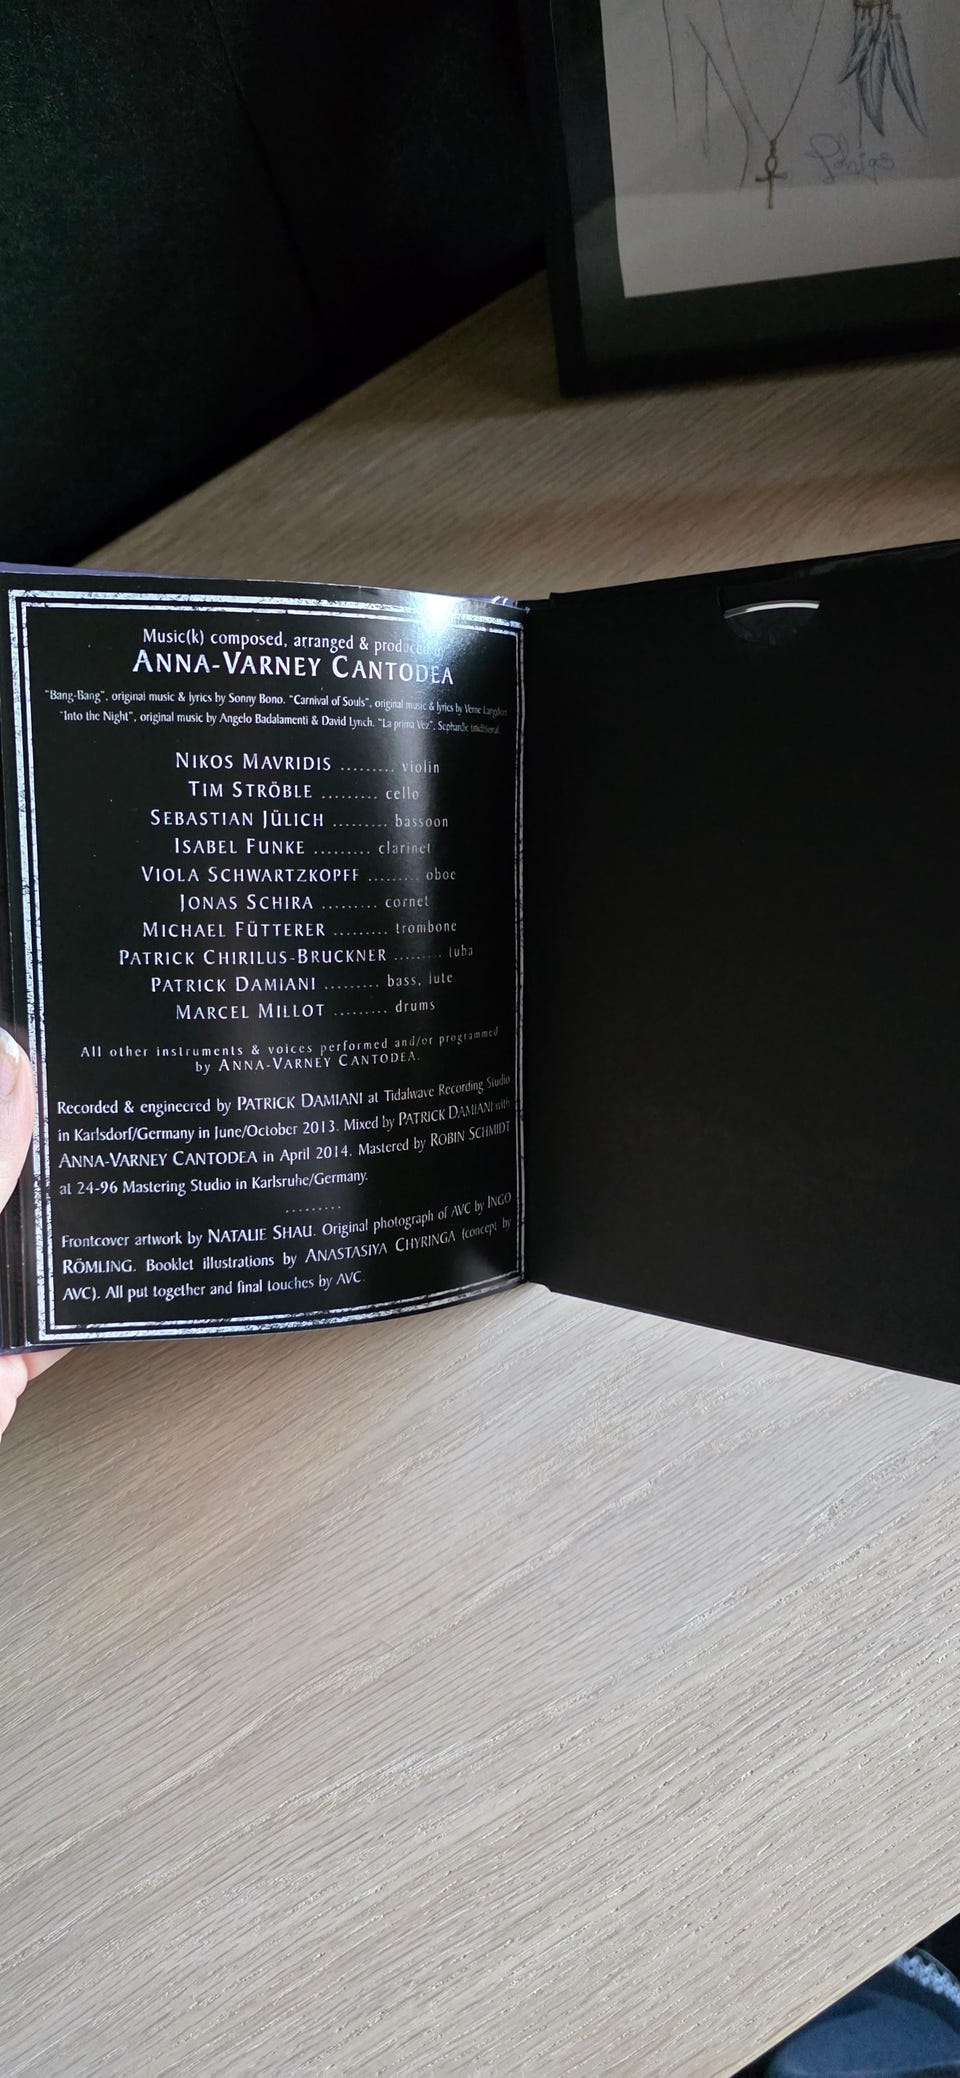 Music(k) composed, arranged & produced by
ANNA-VARNEY CANTODEA
"Bang-Bang", original music & lyrics by Sonny Bono. "Carnival of Souls", original music & lyrics by Verne Langdon
"Into the Night", original music by Angelo Badalamenti & David Lynch. "La prima Vez", Sephardic traditional.
NIKOS MAVRIDIS ......... violin
TIM STRÖBLE ......... cello
SEBASTIAN JÜLICH ......... bassoon
ISABEL FUNKE ......... clarinet
VIOLA SCHWARTZKOPFF ......... oboe
JONAS SCHIRA ......... cornet
MICHAEL FÜTTERER ......... trombone
PATRICK CHIRILUS-BRUCKNER ......... tuba
PATRICK DAMIANI ......... bass, lute
MARCEL MILLOT ......... drums
All other instruments & voices performed and/or programmed
by ANNA-VARNEY CANTODEA.
Recorded & engineered by PATRICK DAMIANI at Tidalwave Recording Studio
in Karlsdorf/Germany in June/October 2013. Mixed by PATRICK DAMIANI with
ANNA-VARNEY CANTODEA in April 2014. Mastered by ROBIN SCHMIDT
at 24-96 Mastering Studio in Karlsruhe/Germany.
.........
Frontcover artwork by NATALIE SHAU. Original photograph of AVC by INGO
RÖMLING. Booklet illustrations by ANASTASIYA CHYRINGA (concept by
AVC). All put together and final touches by AVC.